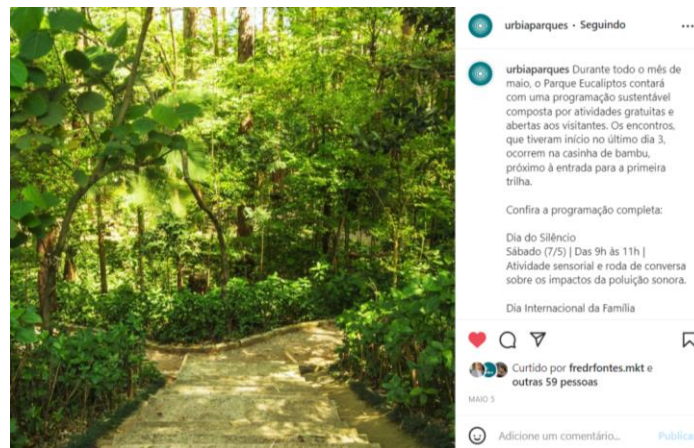 urbiaparques • Seguindo
urbiaparques Durante todo o mês de
maio, o Parque Eucaliptos contará
com uma programação sustentável
composta por atividades gratuitas e
abertas aos visitantes. Os encontros,
que tiveram início no último dia 3,
ocorrem na casinha de bambu,
próximo à entrada para a primeira
trilha.
Confira a programação completa:
Dia do Silêncio
Sábado (7/5) | Das 9h às 11h |
Atividade sensorial e roda de conversa
sobre os impactos da poluição sonora.
Dia Internacional da Família
Curtido por fredrfontes.mkt e
outras 59 pessoas
MAIO 5
Adicione um comentário...
Publica